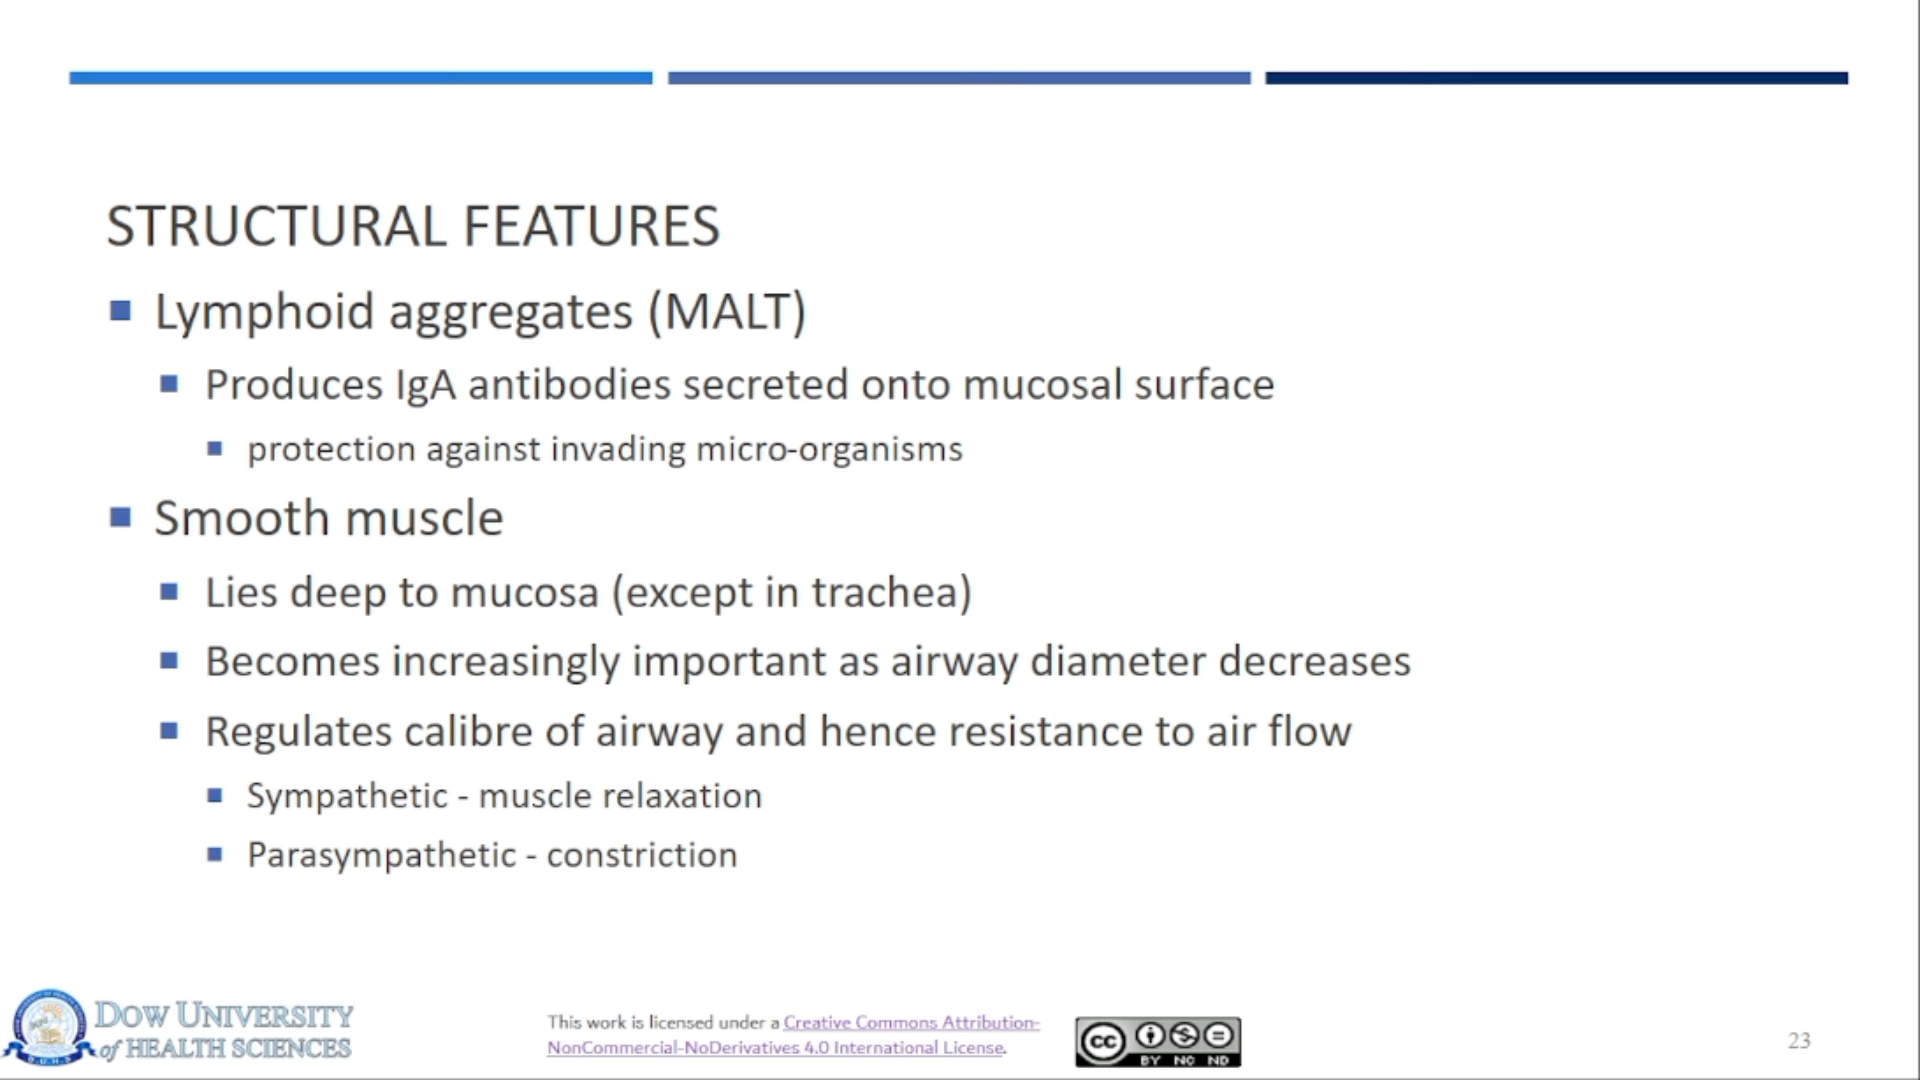 STRUCTURAL FEATURES
Lymphoid aggregates (MALT)
Produces IgA antibodies secreted onto mucosal surface
protection against invading micro-organisms
Smooth muscle
Lies deep to mucosa (except in trachea)
Becomes increasingly important as airway diameter decreases
Regulates calibre of airway and hence resistance to air flow
Sympathetic - muscle relaxation
Parasympathetic - constriction
DOW UNIVERSITY
of HEALTH SCIENCES
This work is licensed under a Creative Commons Attribution-
NonCommercial-NoDerivatives 4.0 International License.
cc
BY NC ND
23